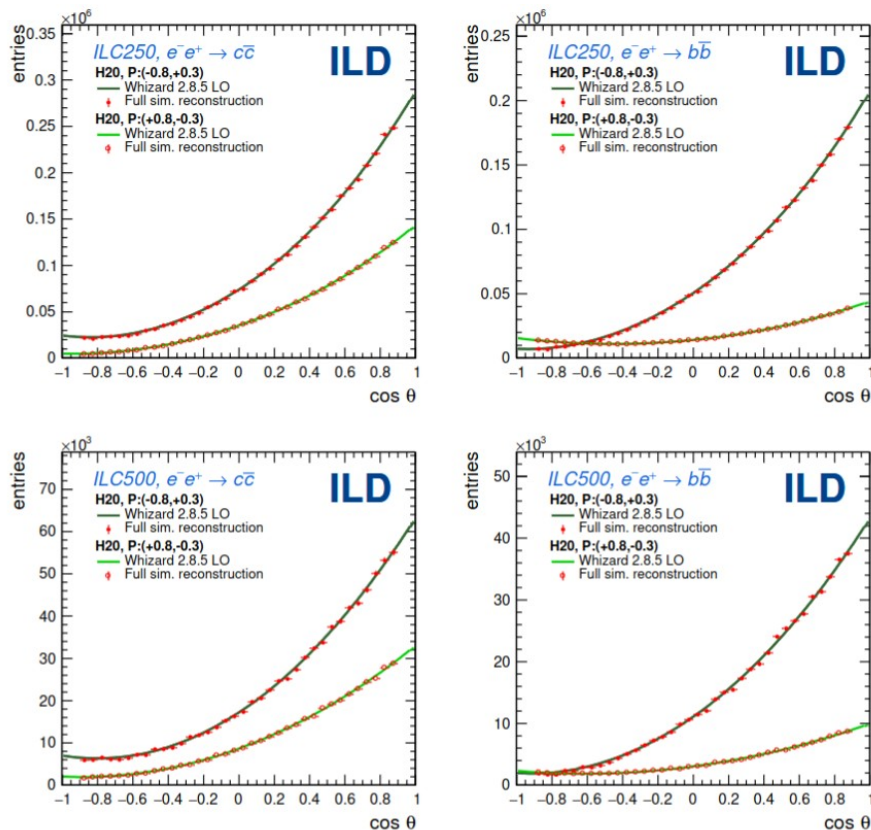 ×10⁶
ILC250, e⁻e⁺ → cc̅ ILD
H20, P:(-0.8,+0.3)
Whizard 2.8.5 LO
Full sim. reconstruction
H20, P:(+0.8,-0.3)
Whizard 2.8.5 LO
Full sim. reconstruction
entries
0.35
0.3
0.25
0.2
0.15
0.1
0.05
0
−1 −0.8 −0.6 −0.4 −0.2 0 0.2 0.4 0.6 0.8 1
cos θ
×10⁶
ILC250, e⁻e⁺ → bb̅ ILD
H20, P:(-0.8,+0.3)
Whizard 2.8.5 LO
Full sim. reconstruction
H20, P:(+0.8,-0.3)
Whizard 2.8.5 LO
Full sim. reconstruction
entries
0.25
0.2
0.15
0.1
0.05
0
−1 −0.8 −0.6 −0.4 −0.2 0 0.2 0.4 0.6 0.8 1
cos θ
×10³
ILC500, e⁻e⁺ → cc̅ ILD
H20, P:(-0.8,+0.3)
Whizard 2.8.5 LO
Full sim. reconstruction
H20, P:(+0.8,-0.3)
Whizard 2.8.5 LO
Full sim. reconstruction
entries
70
60
50
40
30
20
10
0
−1 −0.8 −0.6 −0.4 −0.2 0 0.2 0.4 0.6 0.8 1
cos θ
×10³
ILC500, e⁻e⁺ → bb̅ ILD
H20, P:(-0.8,+0.3)
Whizard 2.8.5 LO
Full sim. reconstruction
H20, P:(+0.8,-0.3)
Whizard 2.8.5 LO
Full sim. reconstruction
entries
50
40
30
20
10
0
−1 −0.8 −0.6 −0.4 −0.2 0 0.2 0.4 0.6 0.8 1
cos θ